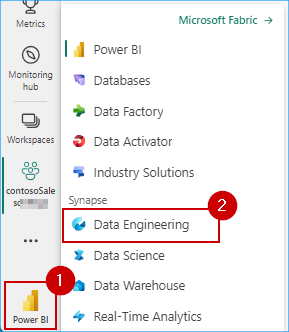 Metrics
Monitoring
hub
Workspaces
contosoSale
Power BI
1
Microsoft Fabric →
Power BI
Databases
Data Factory
Data Activator
Industry Solutions
Synapse
2
Data Engineering
Data Science
Data Warehouse
Real-Time Analytics